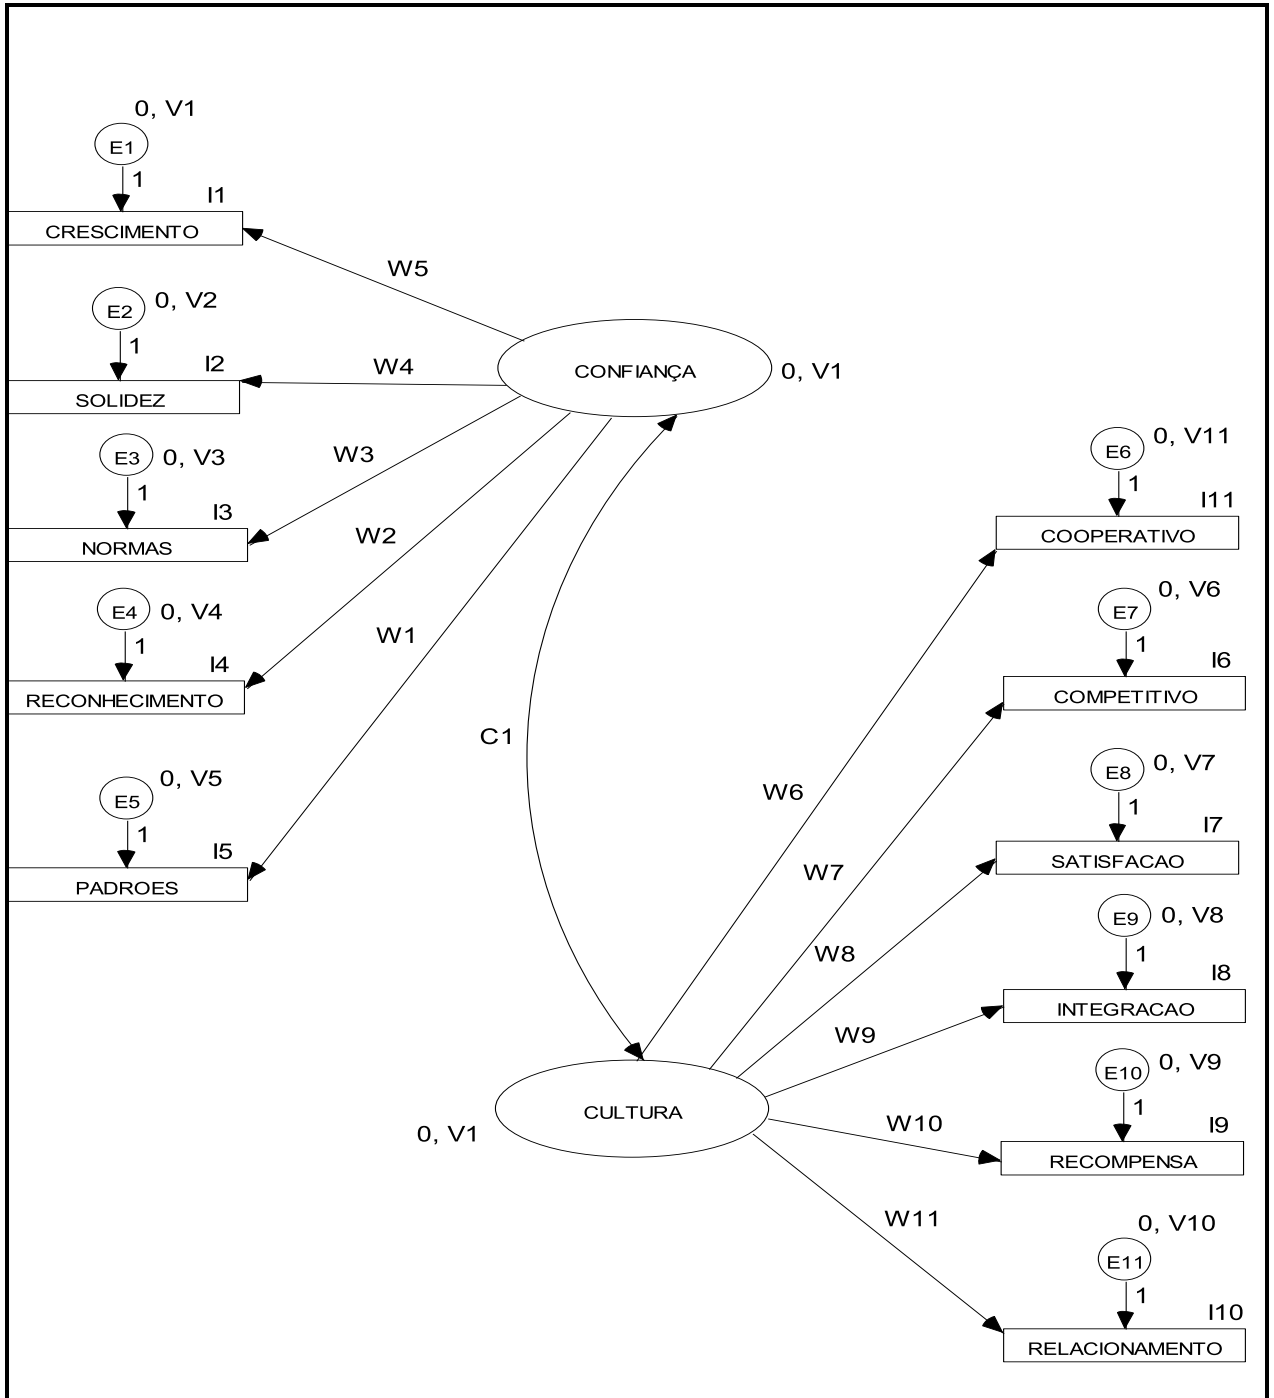 0, V1
E1
1
I1
CRESCIMENTO
W5
E2
0, V2
1
I2
SOLIDEZ
W4
CONFIANÇA
0, V1
E3
0, V3
1
I3
NORMAS
W3
E4
0, V4
1
I4
RECONHECIMENTO
W2
E5
0, V5
1
I5
PADROES
W1
C1
E6
0, V11
1
I11
COOPERATIVO
W6
E7
0, V6
1
I6
COMPETITIVO
W7
E8
0, V7
1
I7
SATISFACAO
W8
E9
0, V8
1
I8
INTEGRACAO
W9
CULTURA
0, V1
E10
0, V9
1
I9
RECOMPENSA
W10
0, V10
E11
1
I10
RELACIONAMENTO
W11